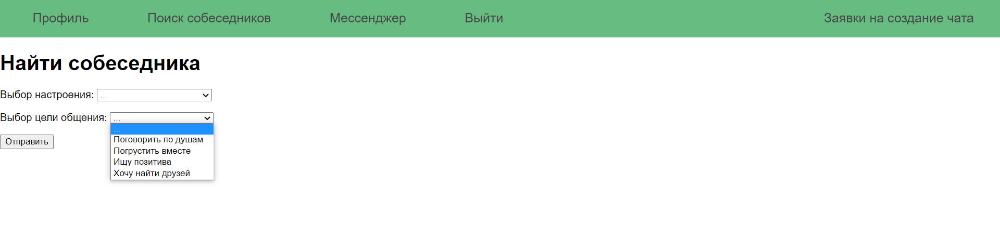 Профиль Поиск собеседников Мессенджер Выйти Заявки на создание чата
Найти собеседника
Выбор настроения: ...
Выбор цели общения: ...
...
Поговорить по душам
Погрустить вместе
Ищу позитива
Хочу найти друзей
Отправить